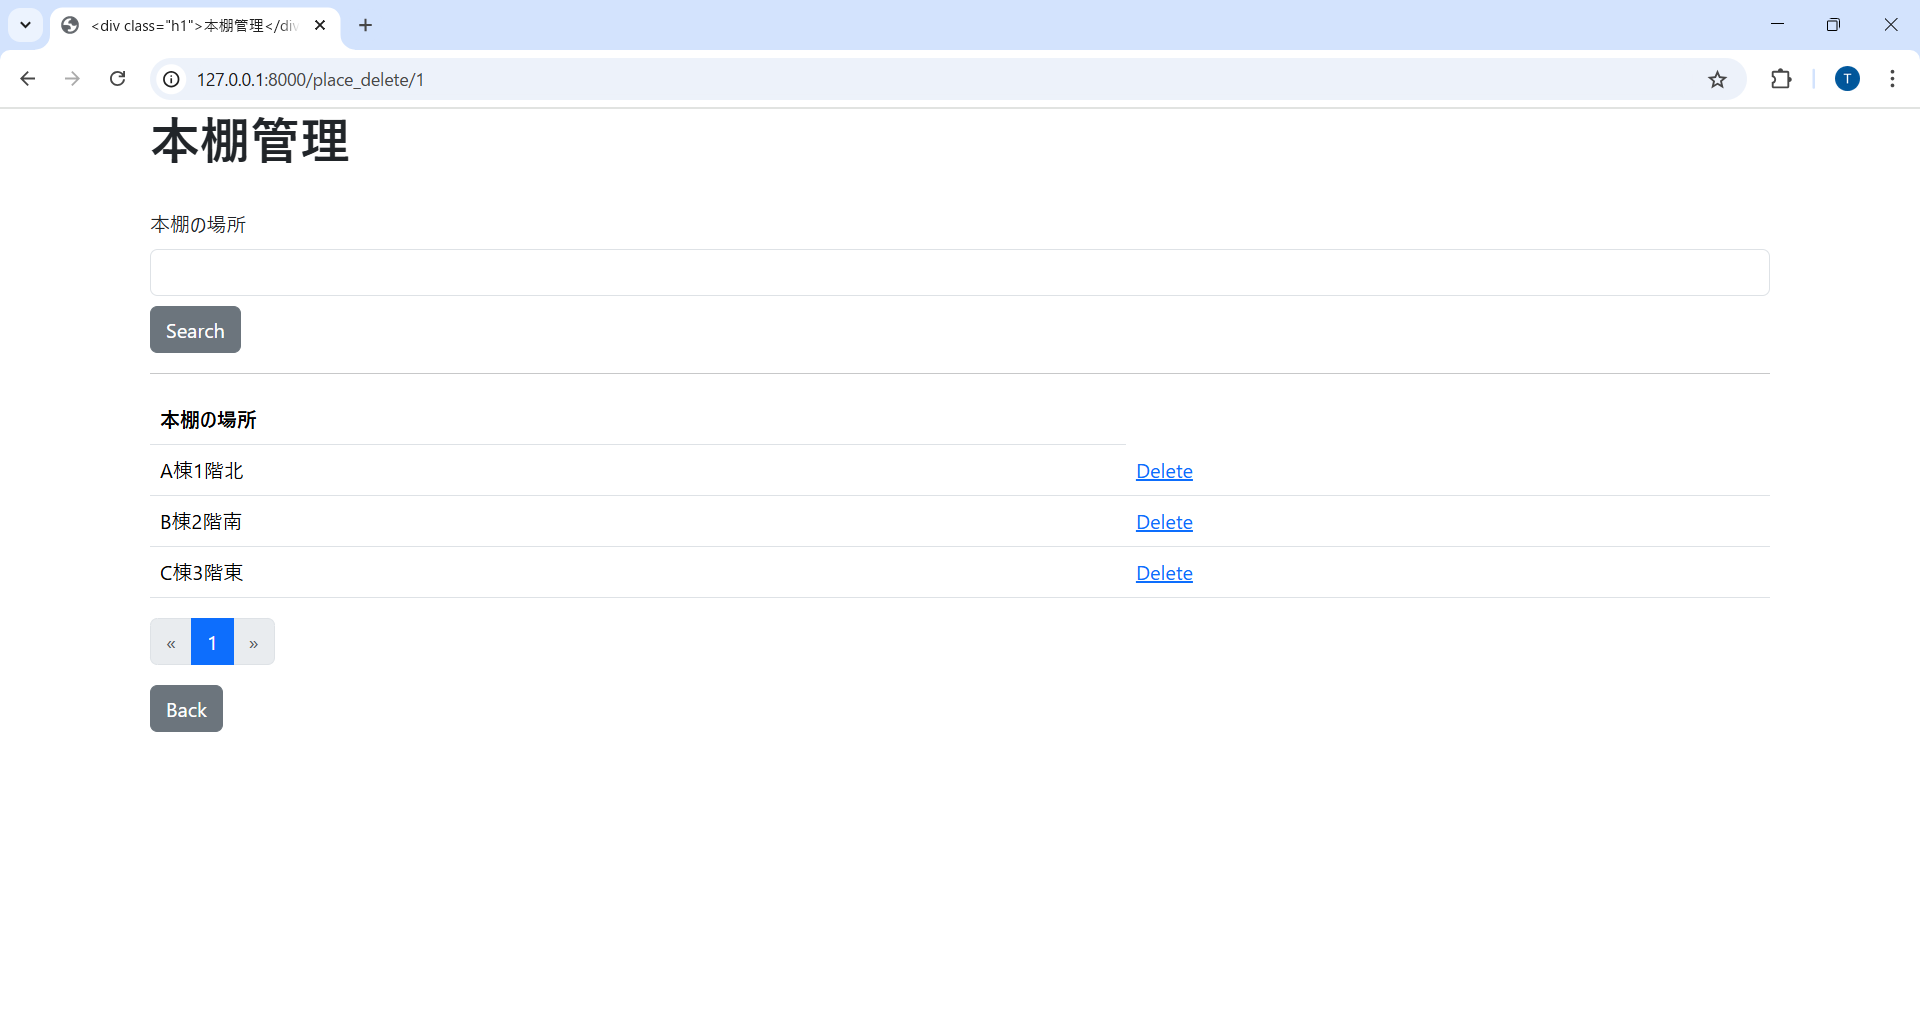 <div class="h1">本棚管理</div
127.0.0.1:8000/place_delete/1
T
本棚管理
本棚の場所
Search
本棚の場所
A棟1階北 Delete
B棟2階南 Delete
C棟3階東 Delete
« 1 »
Back